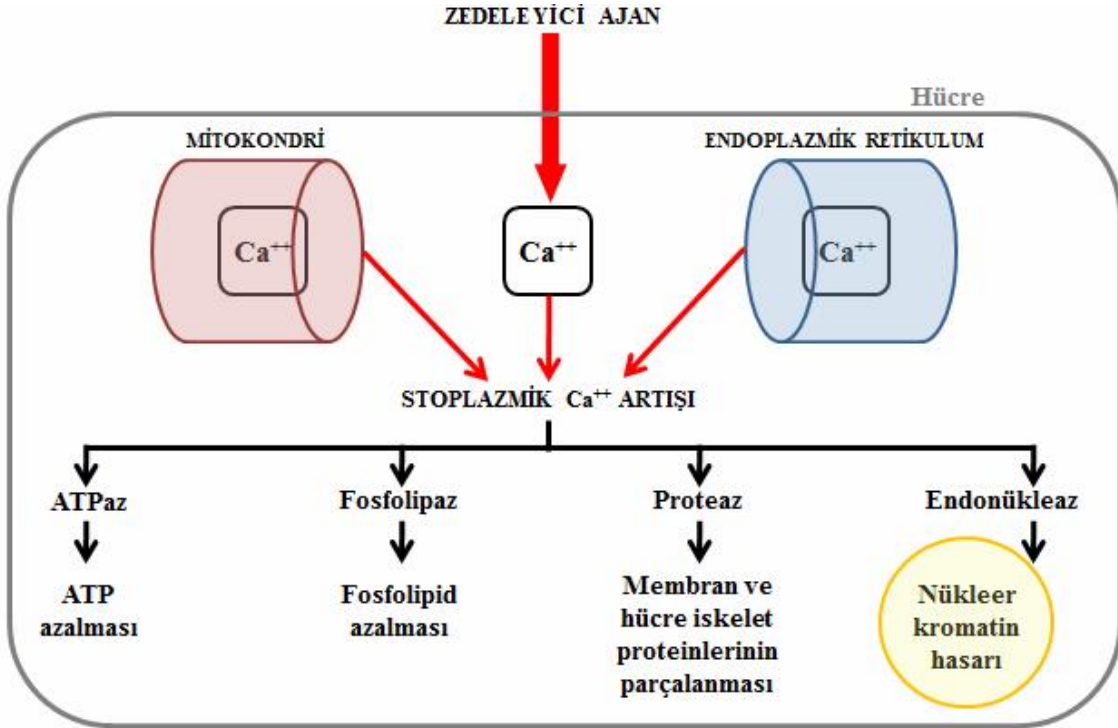 ZEDELEYİCİ AJAN
Hücre
MİTOKONDRİ
ENDOPLAZMİK RETİKULUM
Ca⁺⁺
Ca⁺⁺
Ca⁺⁺
STOPLAZMİK Ca⁺⁺ ARTIŞI
ATPaz
Fosfolipaz
Proteaz
Endonükleaz
ATP
azalması
Fosfolipid
azalması
Membran ve
hücre iskelet
proteinlerinin
parçalanması
Nükleer
kromatin
hasarı